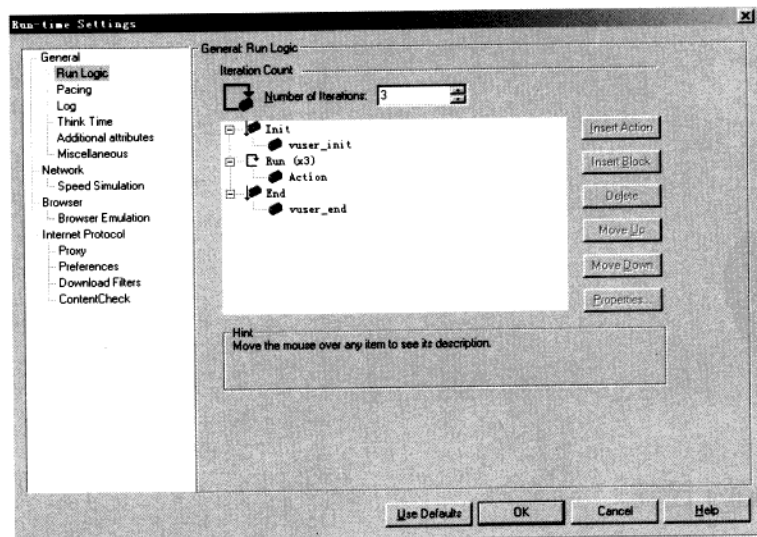 Run-time Settings
General
Run Logic
Pacing
Log
Think Time
Additional attributes
Miscellaneous
Network
Speed Simulation
Browser
Browser Emulation
Internet Protocol
Proxy
Preferences
Download Filters
ContentCheck
General: Run Logic
Iteration Count
Number of Iterations: 3
Init
vuser_init
Run (x3)
Action
End
vuser_end
Insert Action
Insert Block
Delete
Move Up
Move Down
Properties...
Hint
Move the mouse over any item to see its description.
Use Defaults
OK
Cancel
Help